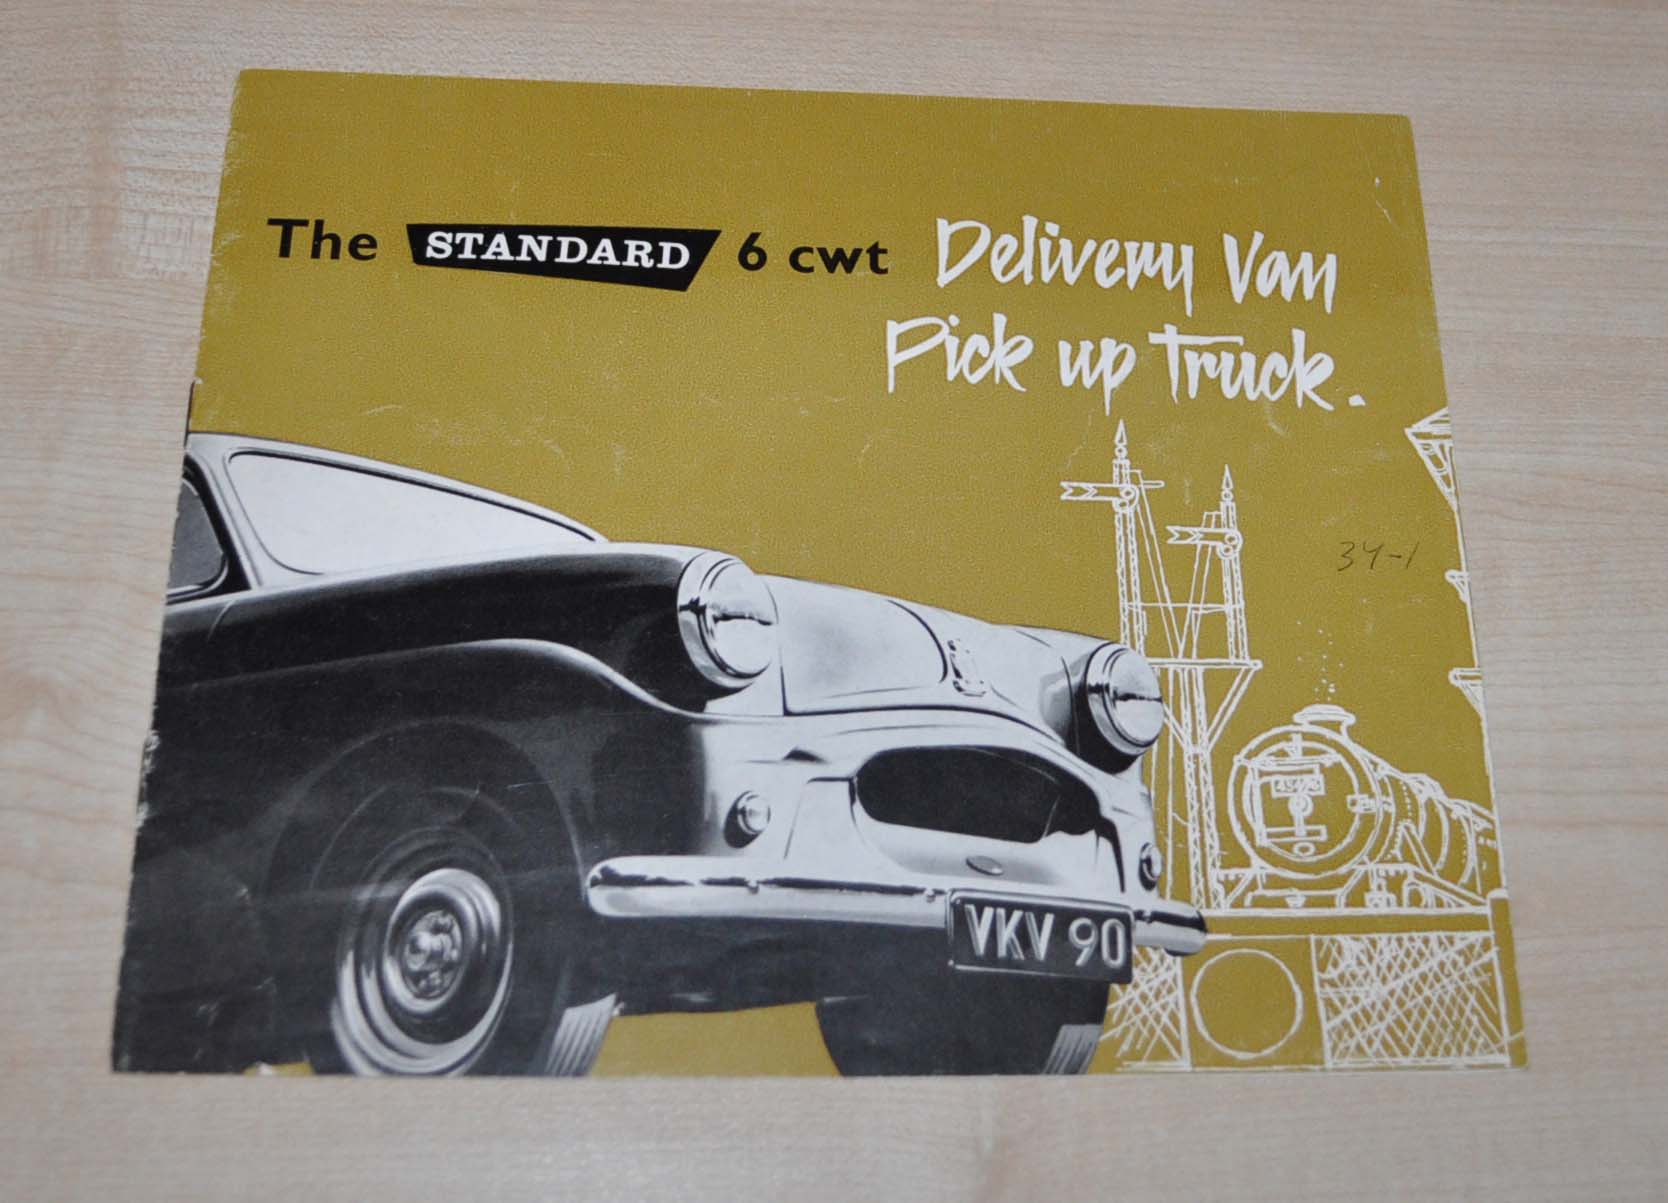 The STANDARD 6 cwt Delivery Van
Pick up Truck.
34-1
VKV 90